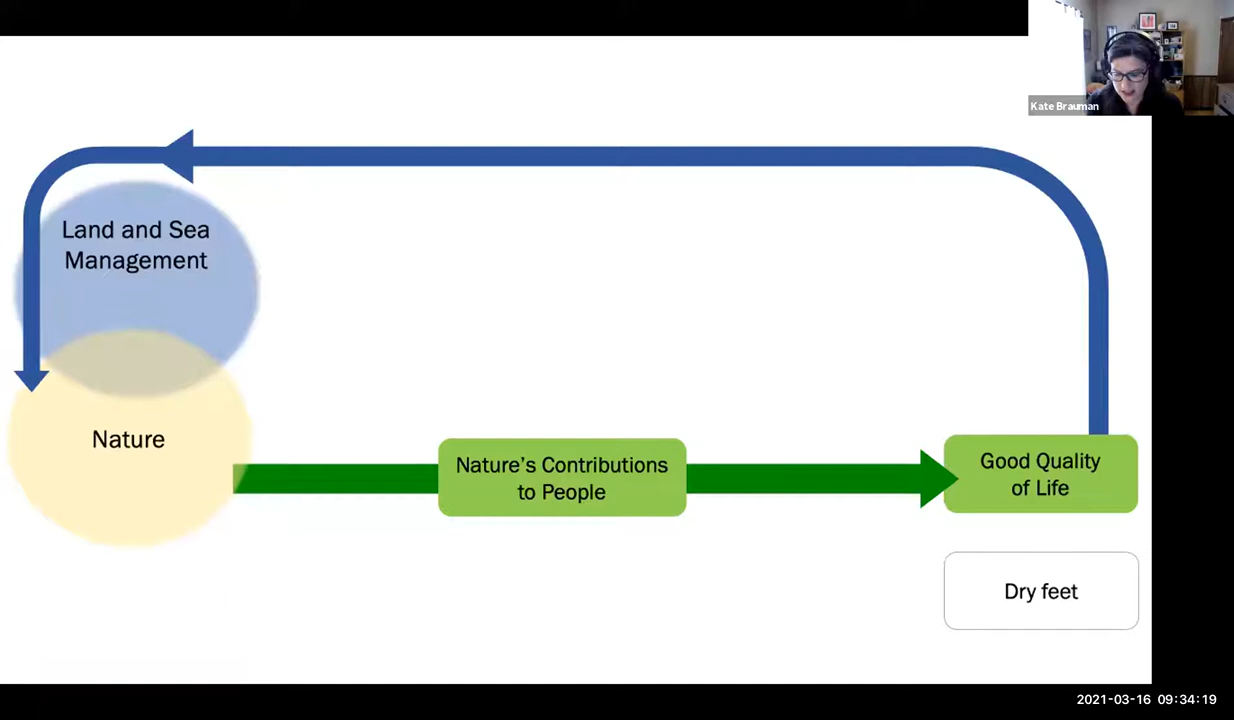 Kate Brauman
Land and Sea
Management
Nature
Nature's Contributions
to People
Good Quality
of Life
Dry feet
2021-03-16 09:34:19